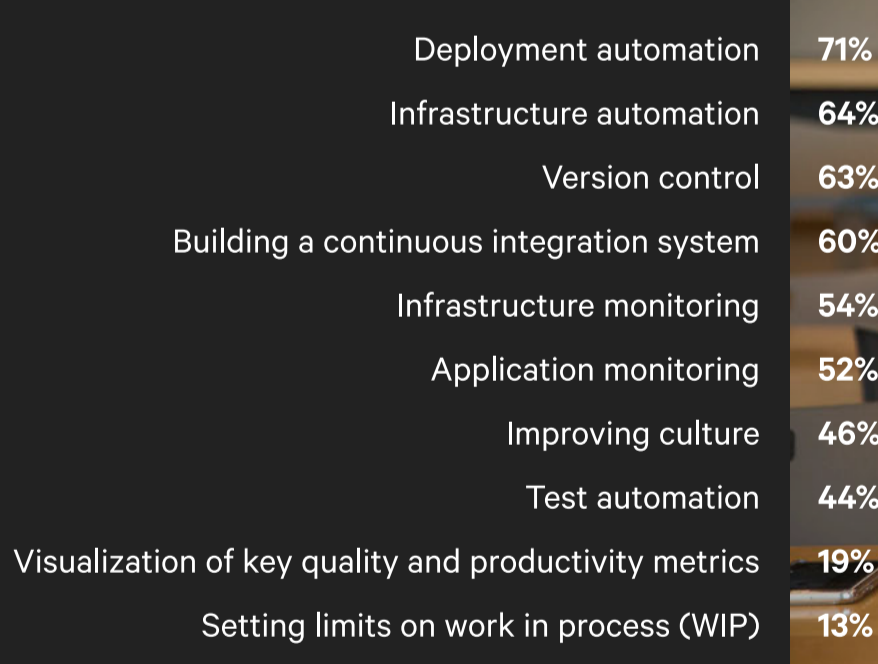 Deployment automation 71%
Infrastructure automation 64%
Version control 63%
Building a continuous integration system 60%
Infrastructure monitoring 54%
Application monitoring 52%
Improving culture 46%
Test automation 44%
Visualization of key quality and productivity metrics 19%
Setting limits on work in process (WIP) 13%